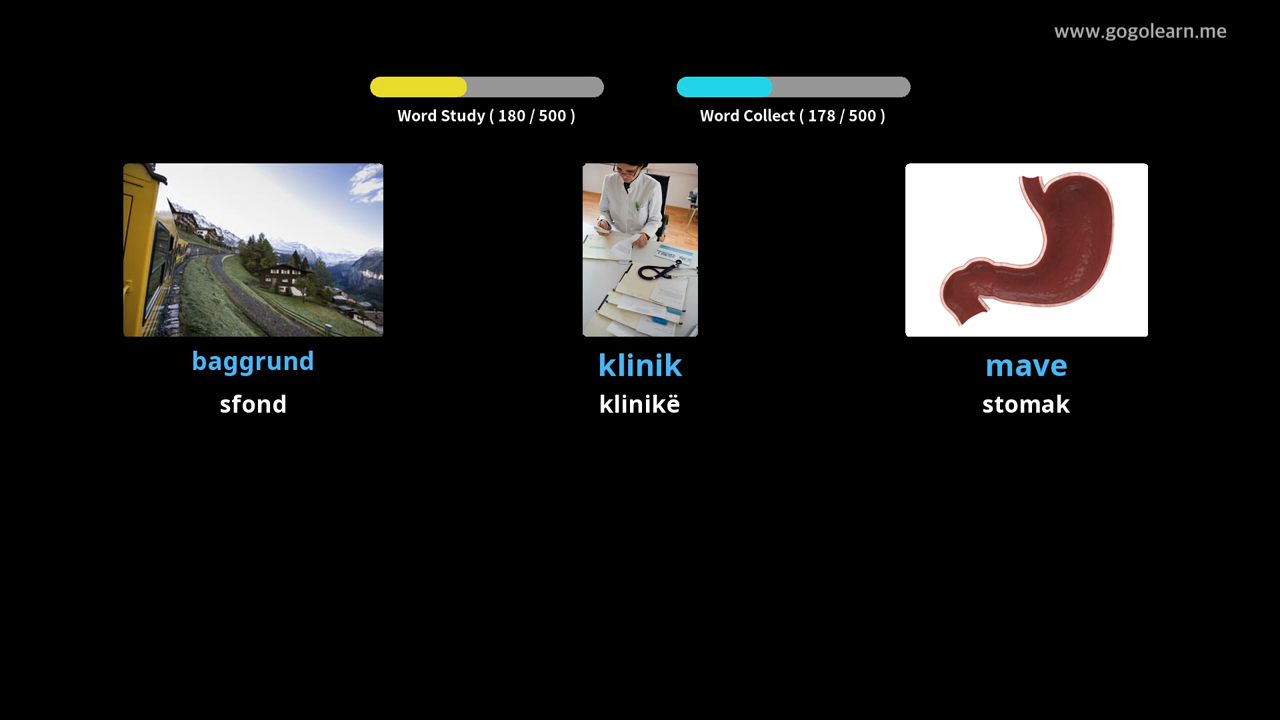 www.gogolearn.me
Word Study ( 180 / 500 )
Word Collect ( 178 / 500 )
baggrund
klinik
mave
sfond
klinikë
stomak